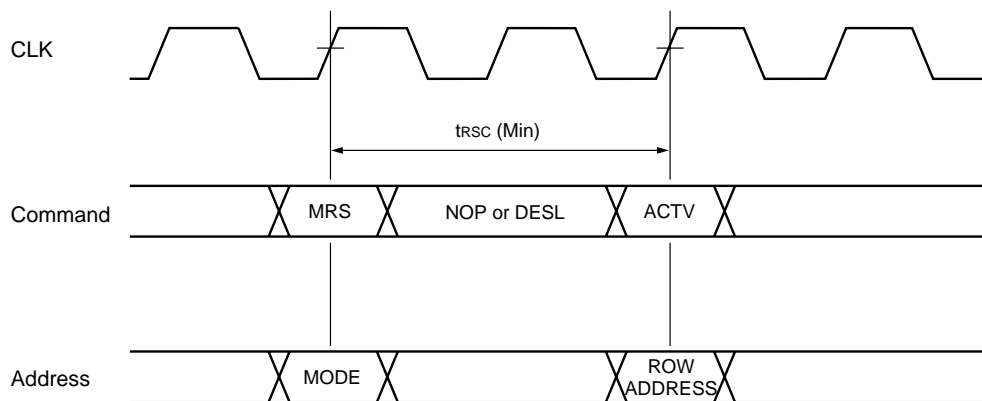 CLK
tRSC (Min)
Command
MRS
NOP or DESL
ACTV
Address
MODE
ROW
ADDRESS